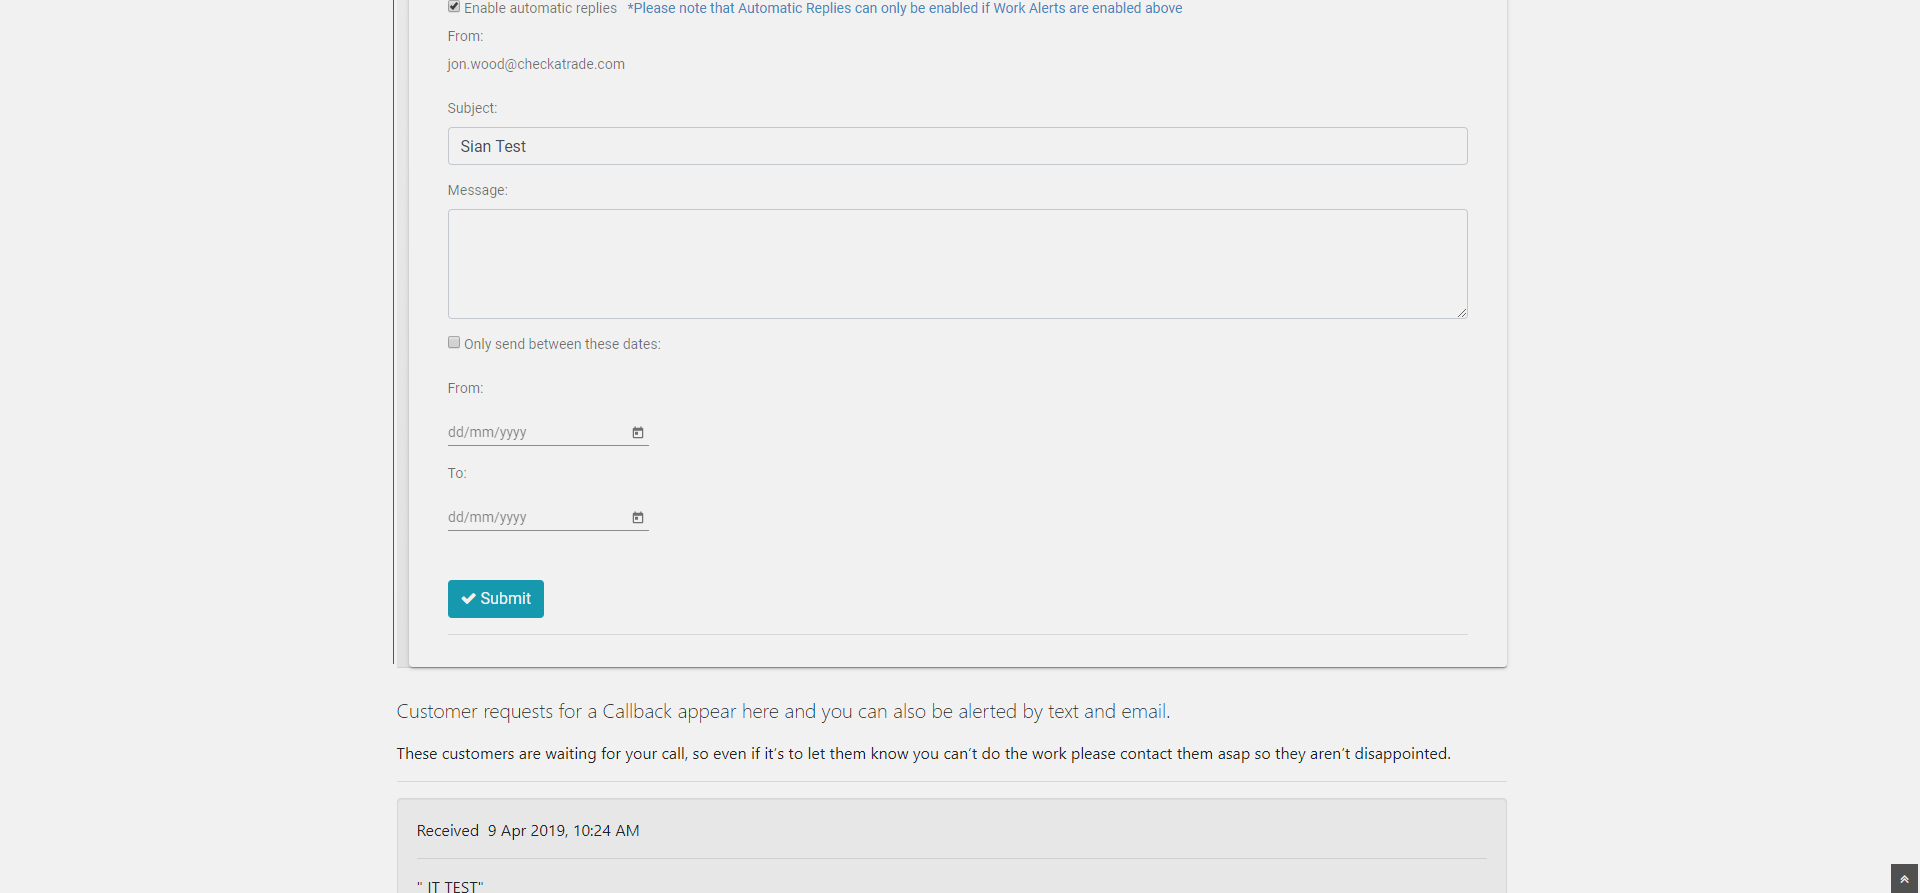 Enable automatic replies *Please note that Automatic Replies can only be enabled if Work Alerts are enabled above
From:
jon.wood@checkatrade.com
Subject:
Sian Test
Message:
Only send between these dates:
From:
dd/mm/yyyy
To:
dd/mm/yyyy
Submit
Customer requests for a Callback appear here and you can also be alerted by text and email.
These customers are waiting for your call, so even if it's to let them know you can't do the work please contact them asap so they aren't disappointed.
Received 9 Apr 2019, 10:24 AM
" IT TEST"